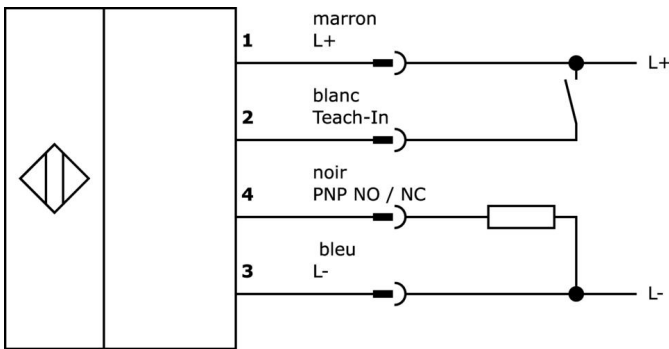 marron
1 L+ L+
blanc
2 Teach-In
noir
4 PNP NO / NC
bleu
3 L- L-